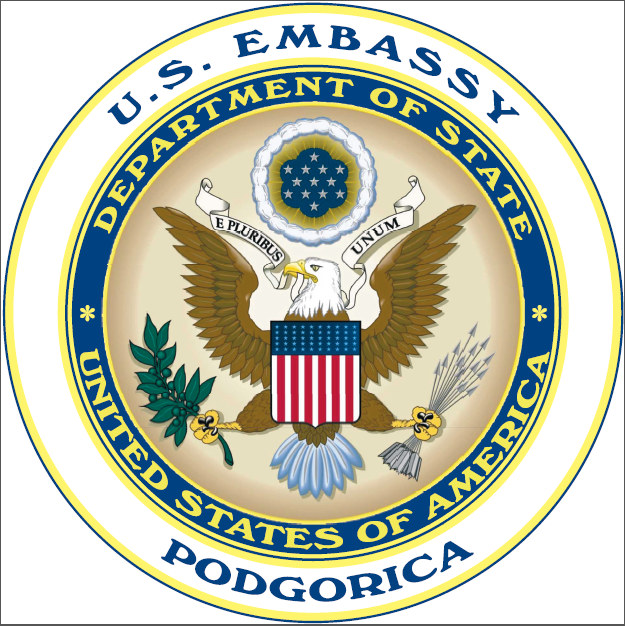 U.S. EMBASSY
DEPARTMENT OF STATE
E PLURIBUS UNUM
UNITED STATES OF AMERICA
PODGORICA